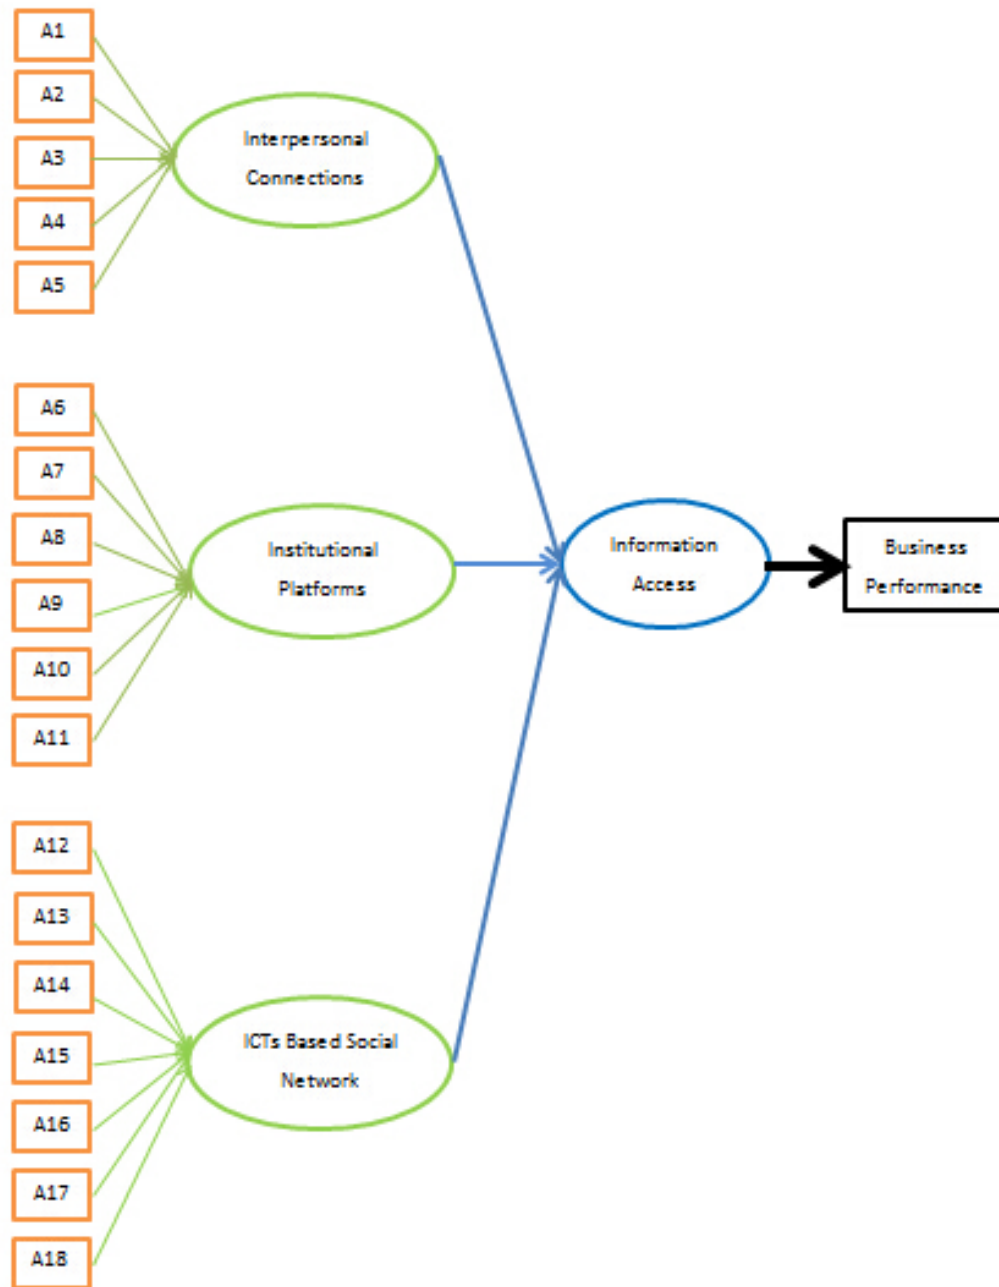 A1
A2
A3
A4
A5
Interpersonal
Connections
A6
A7
A8
A9
A10
A11
Institutional
Platforms
A12
A13
A14
A15
A16
A17
A18
ICTs Based Social
Network
Information
Access
Business
Performance